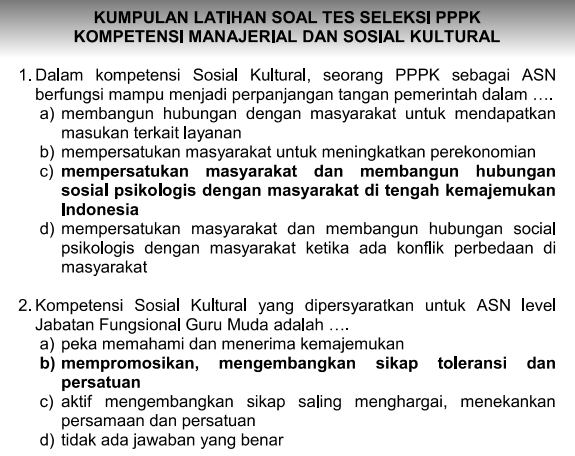 KUMPULAN LATIHAN SOAL TES SELEKSI PPPK
KOMPETENSI MANAJERIAL DAN SOSIAL KULTURAL
1. Dalam kompetensi Sosial Kultural, seorang PPPK sebagai ASN
berfungsi mampu menjadi perpanjangan tangan pemerintah dalam ….
a) membangun hubungan dengan masyarakat untuk mendapatkan
masukan terkait layanan
b) mempersatukan masyarakat untuk meningkatkan perekonomian
c) mempersatukan masyarakat dan membangun hubungan
sosial psikologis dengan masyarakat di tengah kemajemukan
Indonesia
d) mempersatukan masyarakat dan membangun hubungan social
psikologis dengan masyarakat ketika ada konflik perbedaan di
masyarakat
2. Kompetensi Sosial Kultural yang dipersyaratkan untuk ASN level
Jabatan Fungsional Guru Muda adalah ….
a) peka memahami dan menerima kemajemukan
b) mempromosikan, mengembangkan sikap toleransi dan
persatuan
c) aktif mengembangkan sikap saling menghargai, menekankan
persamaan dan persatuan
d) tidak ada jawaban yang benar